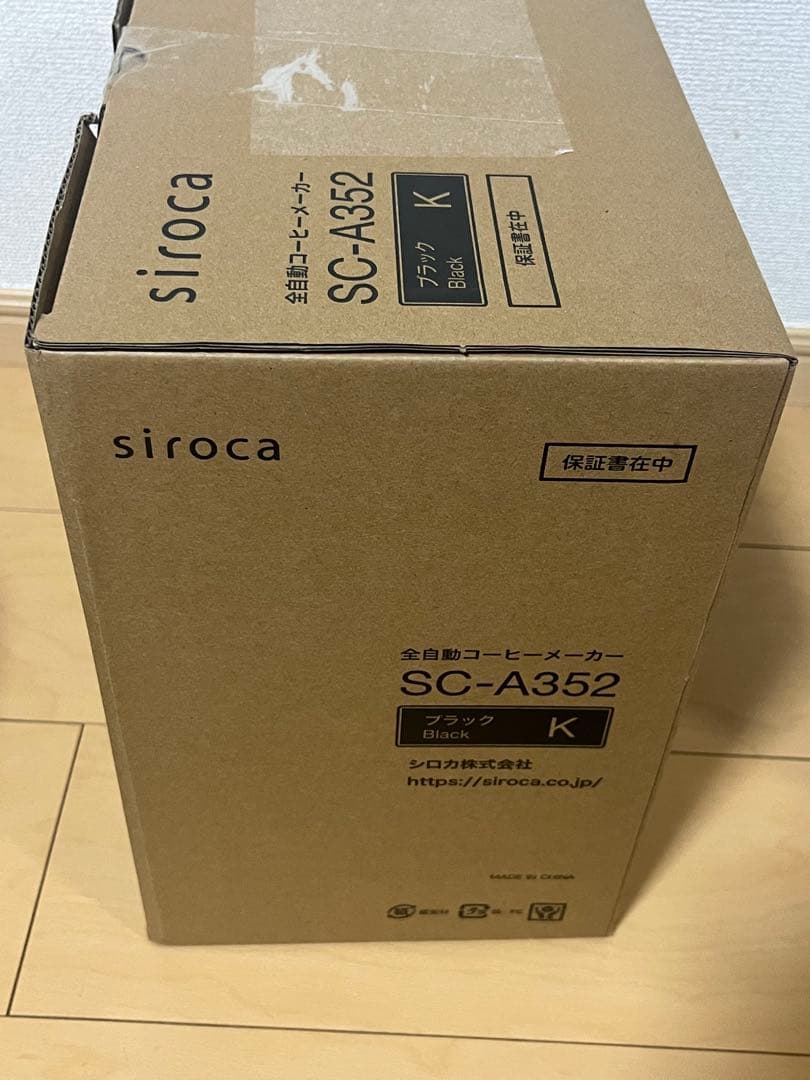 siroca
全自動コーヒーメーカー
SC-A352
ブラック
Black
K
保証書在中
siroca
保証書在中
全自動コーヒーメーカー
SC-A352
ブラック
Black
K
シロカ株式会社
https://siroca.co.jp/
MADE IN CHINA
紙
プラ